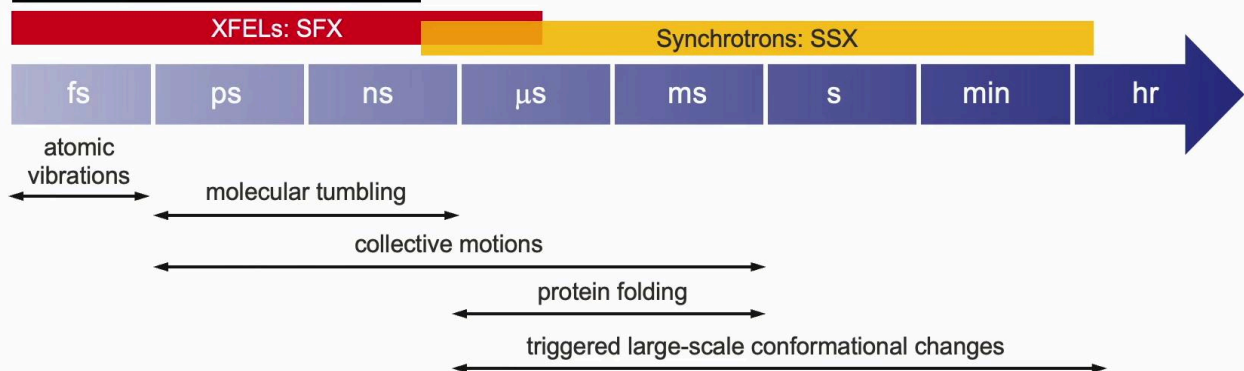 XFELs: SFX
Synchrotrons: SSX
fs ps ns μs ms s min hr
atomic
vibrations
molecular tumbling
collective motions
protein folding
triggered large-scale conformational changes